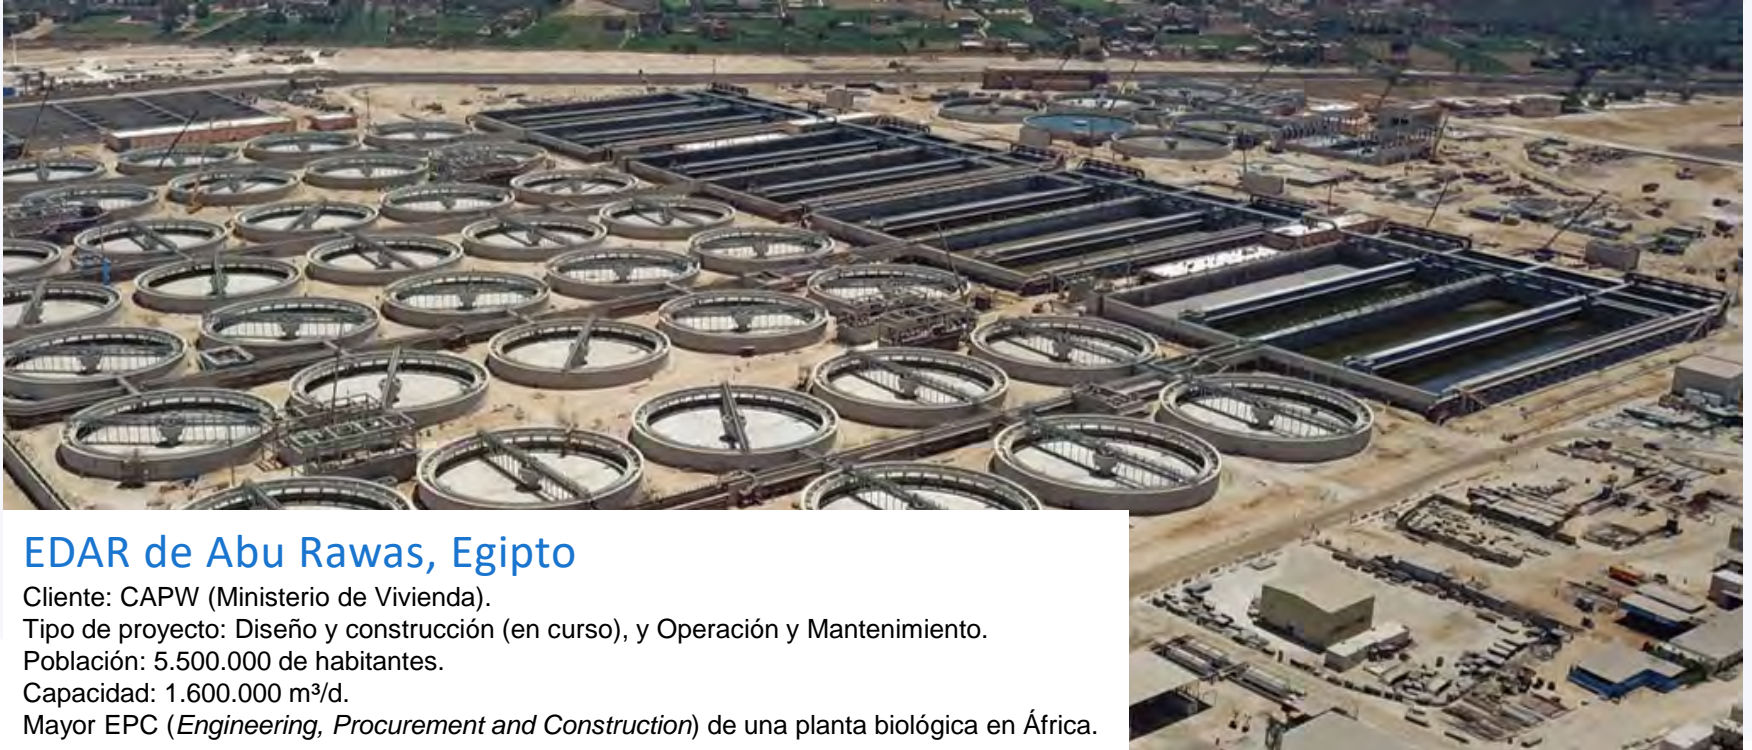 EDAR de Abu Rawas, Egipto
Cliente: CAPW (Ministerio de Vivienda).
Tipo de proyecto: Diseño y construcción (en curso), y Operación y Mantenimiento.
Población: 5.500.000 de habitantes.
Capacidad: 1.600.000 m³/d.
Mayor EPC (Engineering, Procurement and Construction) de una planta biológica en África.